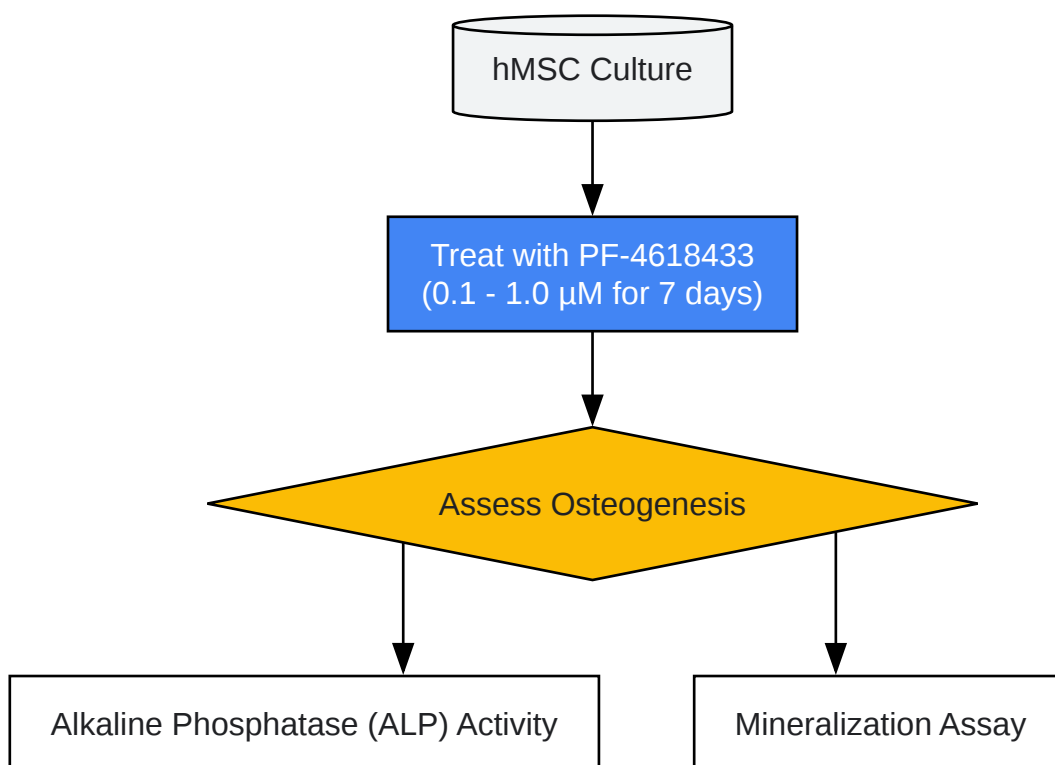 hMSC Culture
Treat with PF-4618433
(0.1 - 1.0 µM for 7 days)
Assess Osteogenesis
Alkaline Phosphatase (ALP) Activity
Mineralization Assay